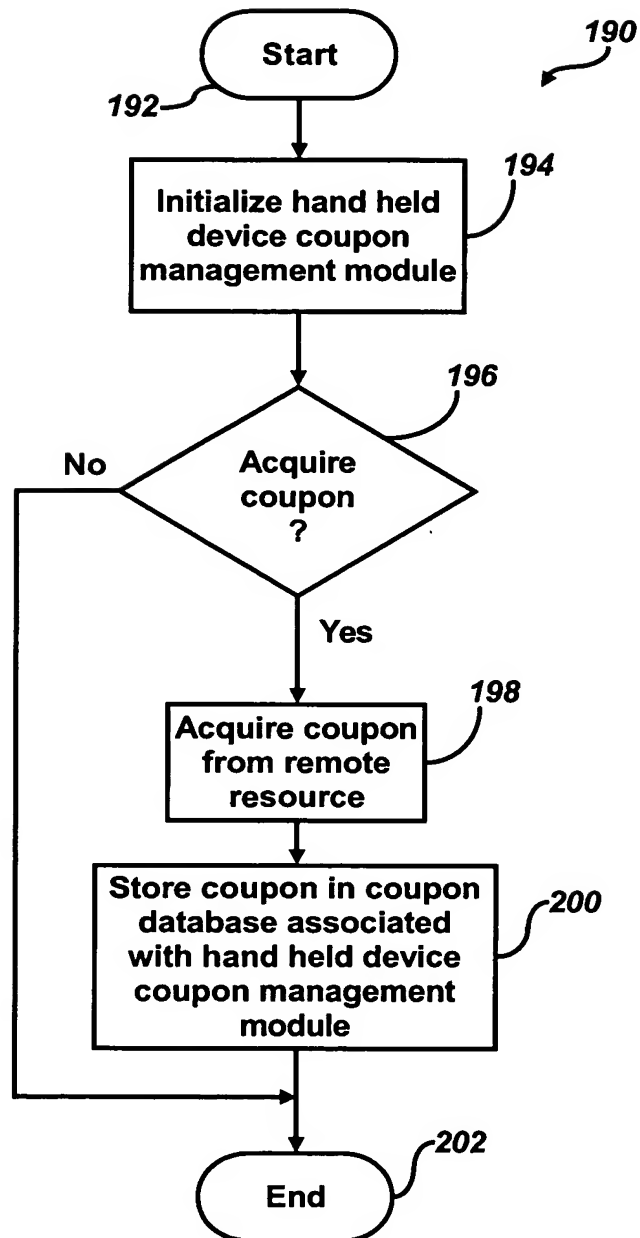 Start
190
192
194
Initialize hand held
device coupon
management module
196
No
Acquire
coupon
?
Yes
198
Acquire coupon
from remote
resource
Store coupon in coupon
database associated
with hand held device
coupon management
module
200
202
End